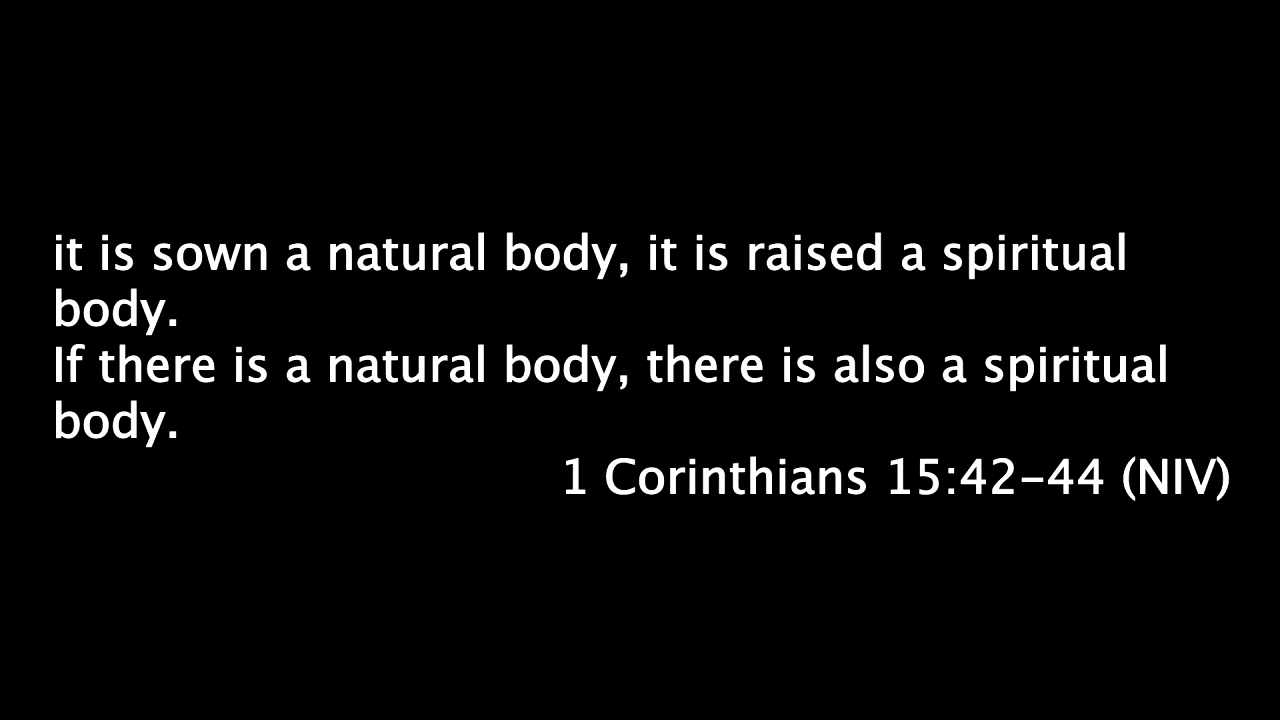 it is sown a natural body, it is raised a spiritual
body.
If there is a natural body, there is also a spiritual
body.
1 Corinthians 15:42-44 (NIV)